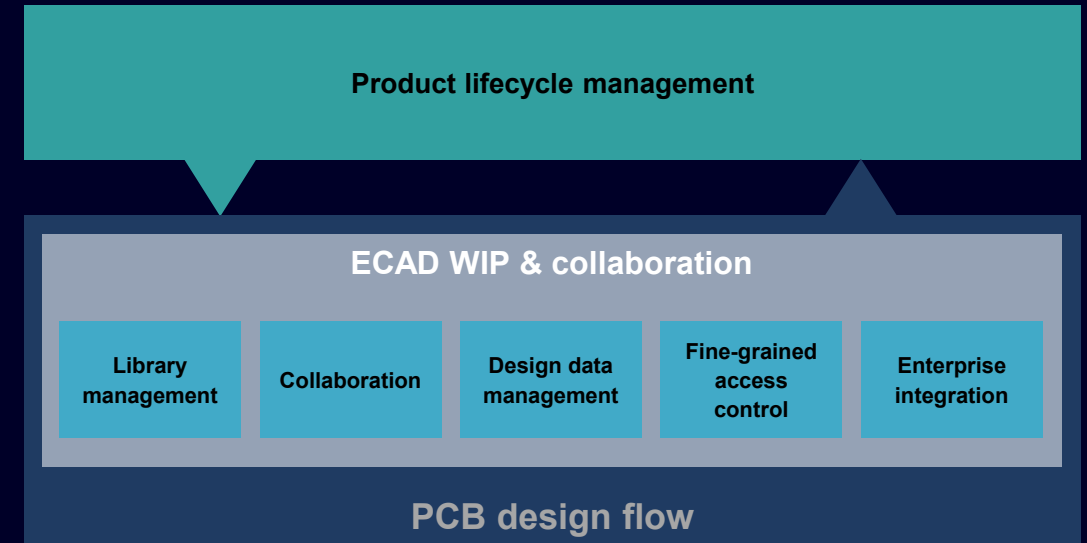 Product lifecycle management
ECAD WIP & collaboration
Library
management
Collaboration
Design data
management
Fine-grained
access
control
Enterprise
integration
PCB design flow